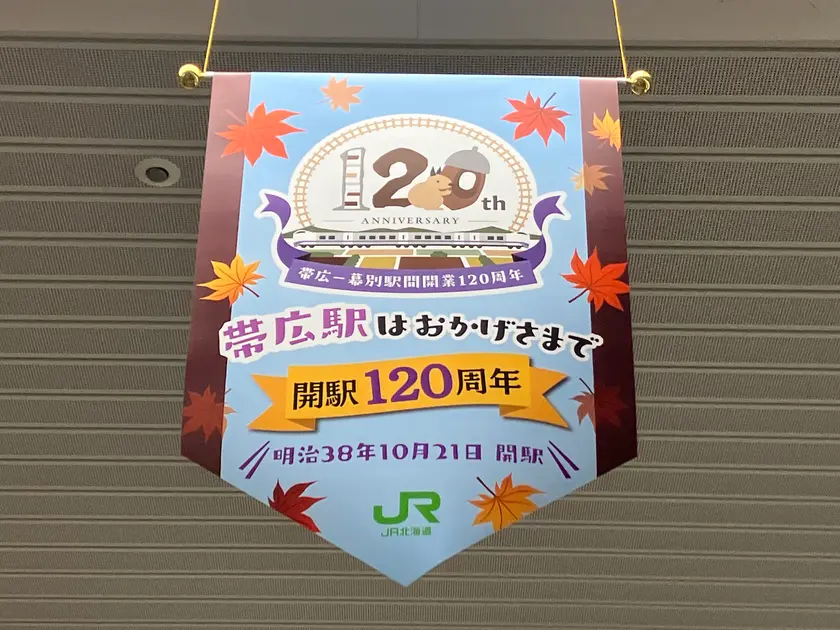 120th
ANNIVERSARY
帯広ー幕別駅間開業120周年
帯広駅はおかげさまで
開駅120周年
明治38年10月21日 開駅
JR
JR北海道